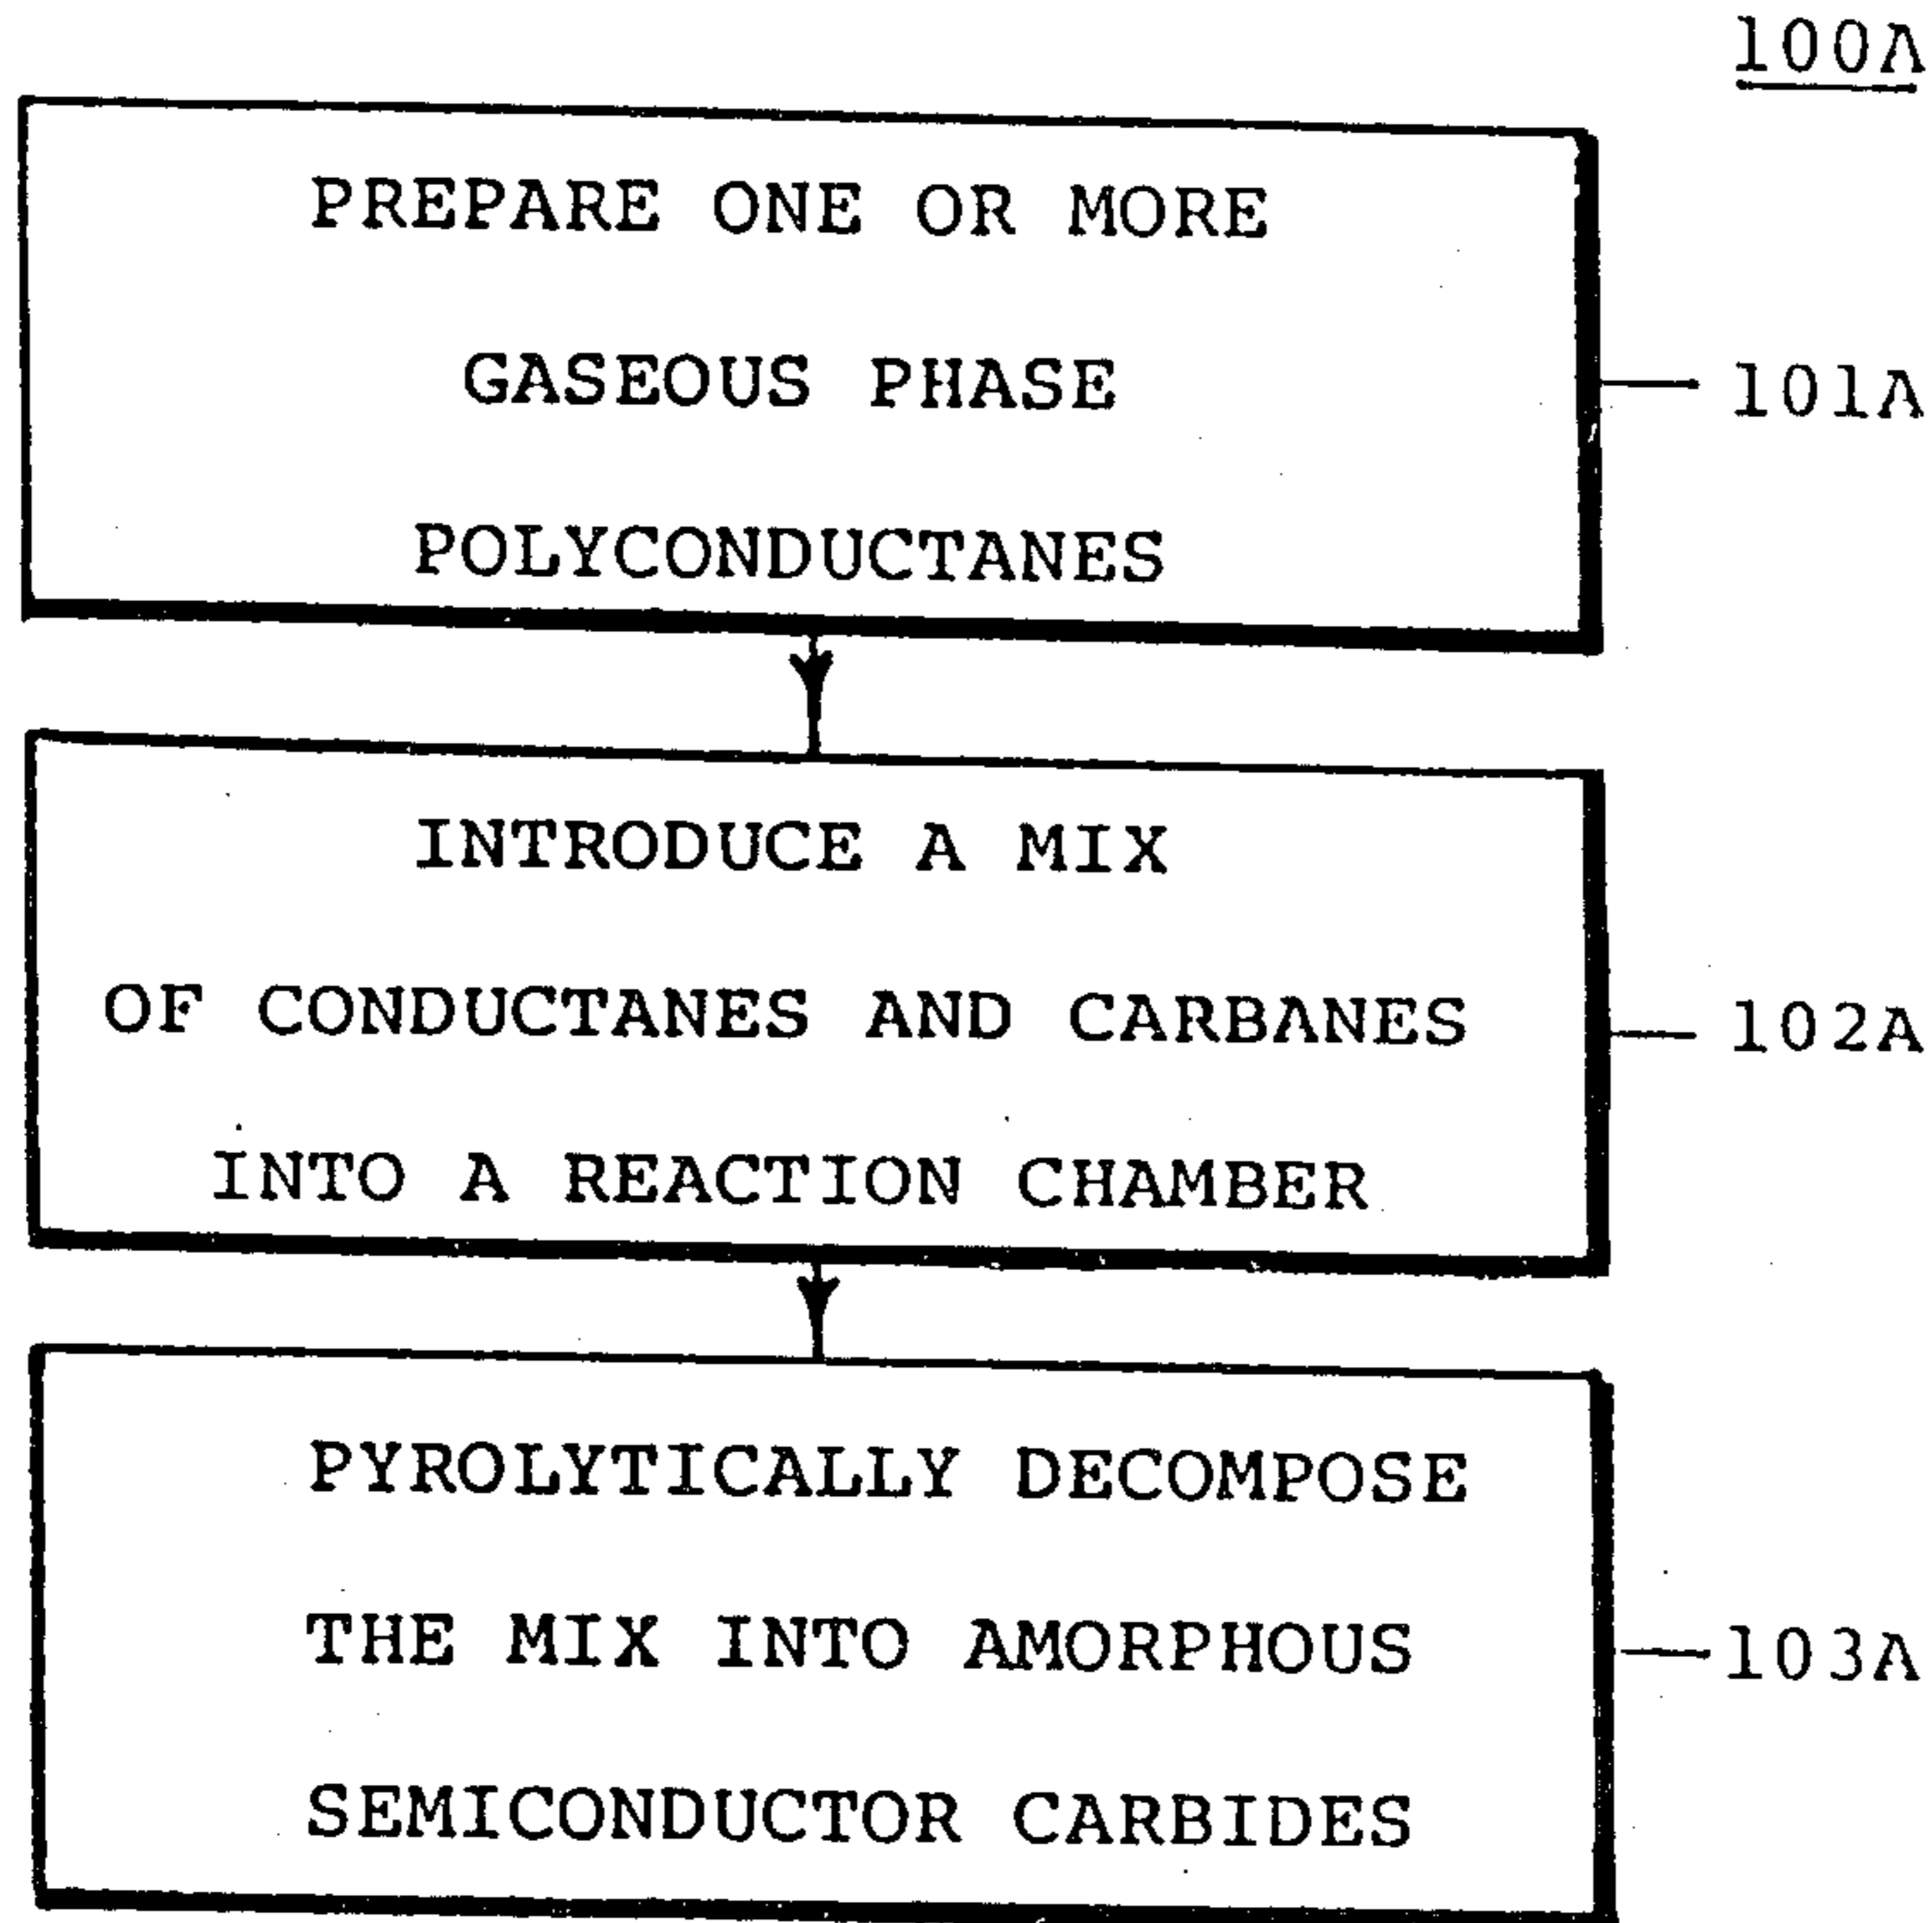 100A
PREPARE ONE OR MORE
GASEOUS PHASE
POLYCONDUCTANES
101A
INTRODUCE A MIX
OF CONDUCTANES AND CARBANES
INTO A REACTION CHAMBER
102A
PYROLYTICALLY DECOMPOSE
THE MIX INTO AMORPHOUS
SEMICONDUCTOR CARBIDES
103A